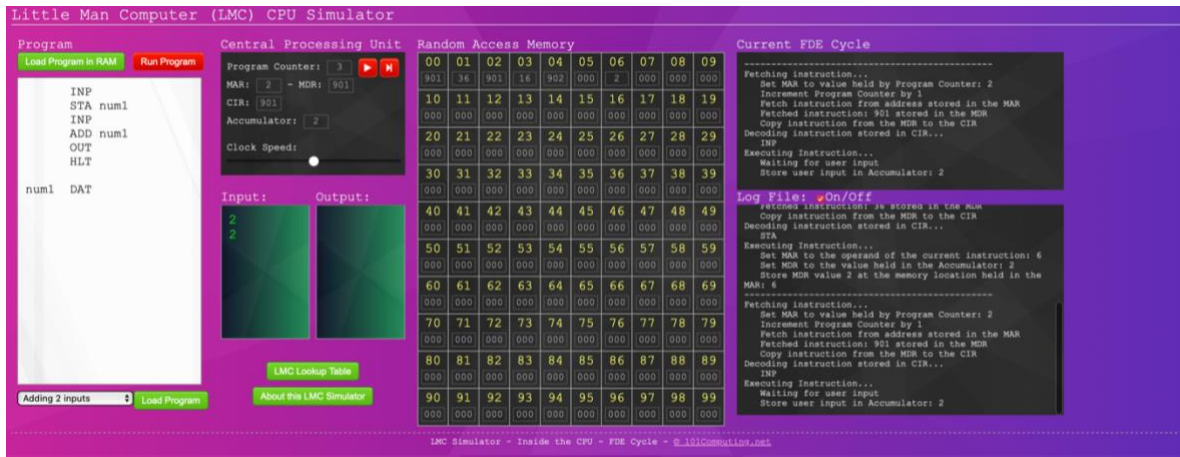 Little Man Computer (LMC) CPU Simulator
Program
Load Program in RAM Run Program
INP
STA num1
INP
ADD num1
OUT
HLT
num1 DAT
Adding 2 inputs Load Program
Central Processing Unit
Program Counter: 3
MAR: 2 - MDR: 901
CIR: 901
Accumulator: 2
Clock Speed:
Input: Output:
2
2
LMC Lookup Table
About this LMC Simulator
Random Access Memory
00 01 02 03 04 05 06 07 08 09
901 36 901 16 902 000 2 000 000 000
10 11 12 13 14 15 16 17 18 19
000 000 000 000 000 000 000 000 000 000
20 21 22 23 24 25 26 27 28 29
000 000 000 000 000 000 000 000 000 000
30 31 32 33 34 35 36 37 38 39
000 000 000 000 000 000 000 000 000 000
40 41 42 43 44 45 46 47 48 49
000 000 000 000 000 000 000 000 000 000
50 51 52 53 54 55 56 57 58 59
000 000 000 000 000 000 000 000 000 000
60 61 62 63 64 65 66 67 68 69
000 000 000 000 000 000 000 000 000 000
70 71 72 73 74 75 76 77 78 79
000 000 000 000 000 000 000 000 000 000
80 81 82 83 84 85 86 87 88 89
000 000 000 000 000 000 000 000 000 000
90 91 92 93 94 95 96 97 98 99
000 000 000 000 000 000 000 000 000 000
Current FDE Cycle
Fetching instruction...
Set MAR to value held by Program Counter: 2
Increment Program Counter by 1
Fetch instruction from address stored in the MAR
Fetched instruction: 901 stored in the MDR
Copy instruction from the MDR to the CIR
Decoding instruction stored in CIR...
INP
Executing Instruction...
Waiting for user input
Store user input in Accumulator: 2
Log File: On/Off
Fetched instruction: 36 stored in the MDR
Copy instruction from the MDR to the CIR
Decoding instruction stored in CIR...
STA
Executing Instruction...
Set MAR to the operand of the current instruction: 6
Set MDR to the value held in the Accumulator: 2
Store MDR value 2 at the memory location held in the
MAR: 6
Fetching instruction...
Set MAR to value held by Program Counter: 2
Increment Program Counter by 1
Fetch instruction from address stored in the MAR
Fetched instruction: 901 stored in the MDR
Copy instruction from the MDR to the CIR
Decoding instruction stored in CIR...
INP
Executing Instruction...
Waiting for user input
Store user input in Accumulator: 2
LMC Simulator - Inside the CPU - FDE Cycle - © 101Computing.net